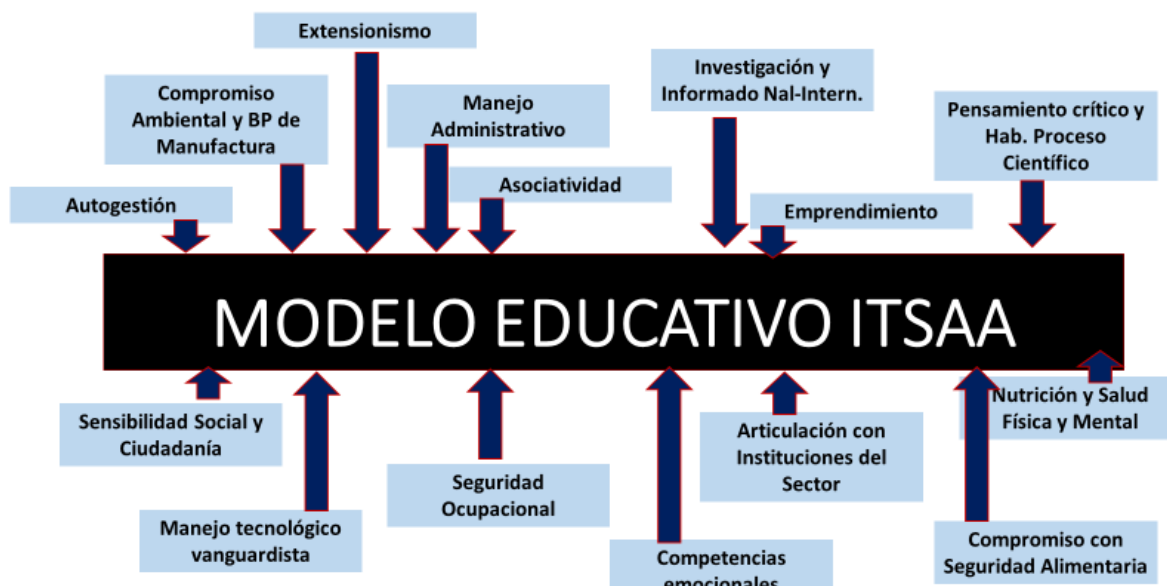 Extensionismo
Investigación y
Informado Nal-Intern.
Compromiso
Ambiental y BP de
Manufactura
Manejo
Administrativo
Pensamiento crítico y
Hab. Proceso
Científico
Asociatividad
Autogestión
Emprendimiento
MODELO EDUCATIVO ITSAA
Sensibilidad Social y
Ciudadanía
Nutrición y Salud
Física y Mental
Articulación con
Instituciones del
Sector
Seguridad
Ocupacional
Manejo tecnológico
vanguardista
Compromiso con
Seguridad Alimentaria
Competencias
emocionales